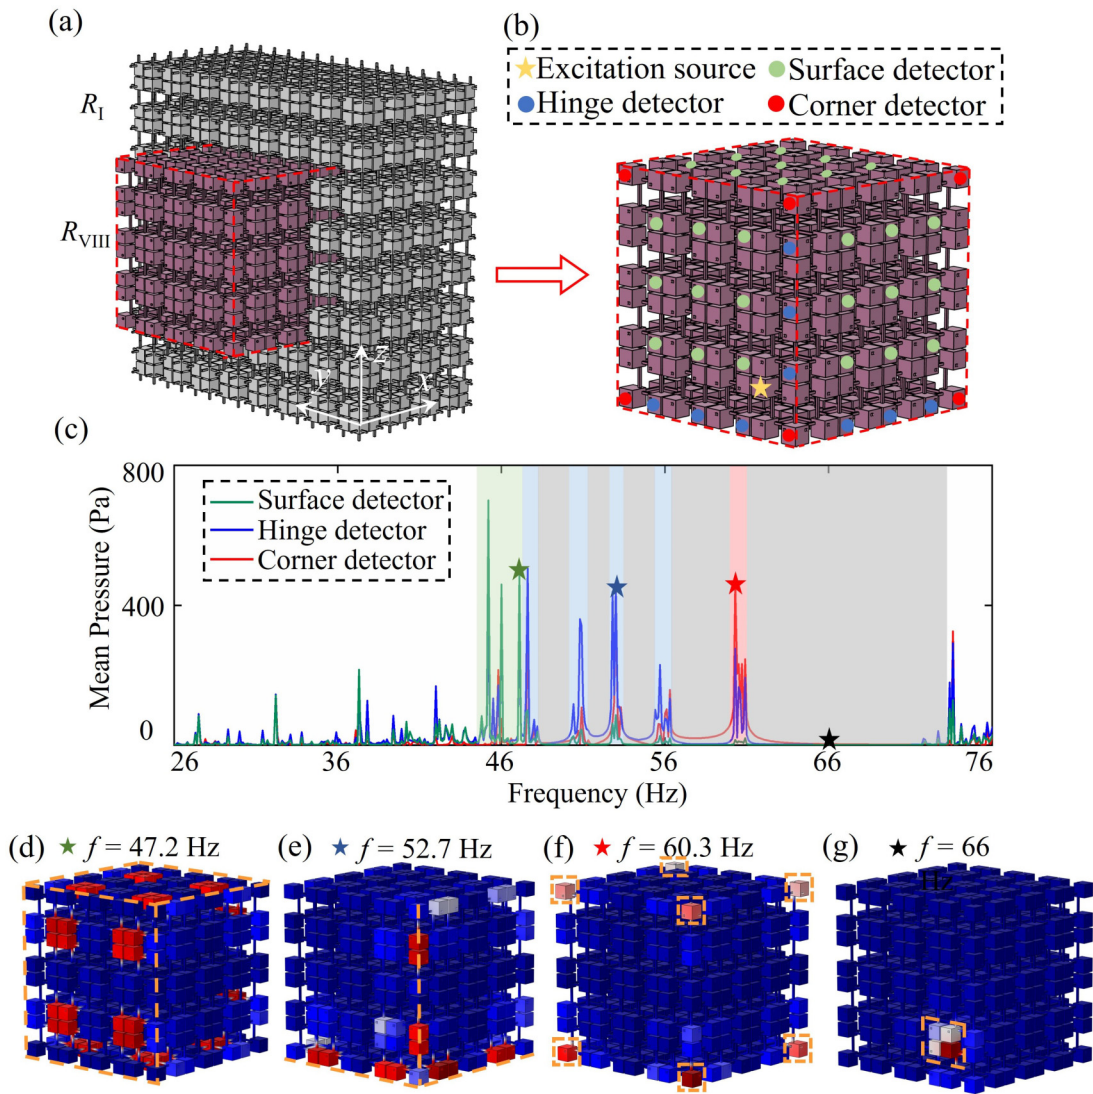 (a)
R_I
R_VIII
z
y
x
(b)
Excitation source
Surface detector
Hinge detector
Corner detector
(c)
800
400
0
Mean Pressure (Pa)
Surface detector
Hinge detector
Corner detector
26
36
46
56
66
76
Frequency (Hz)
(d) f = 47.2 Hz
(e) f = 52.7 Hz
(f) f = 60.3 Hz
(g) f = 66
Hz